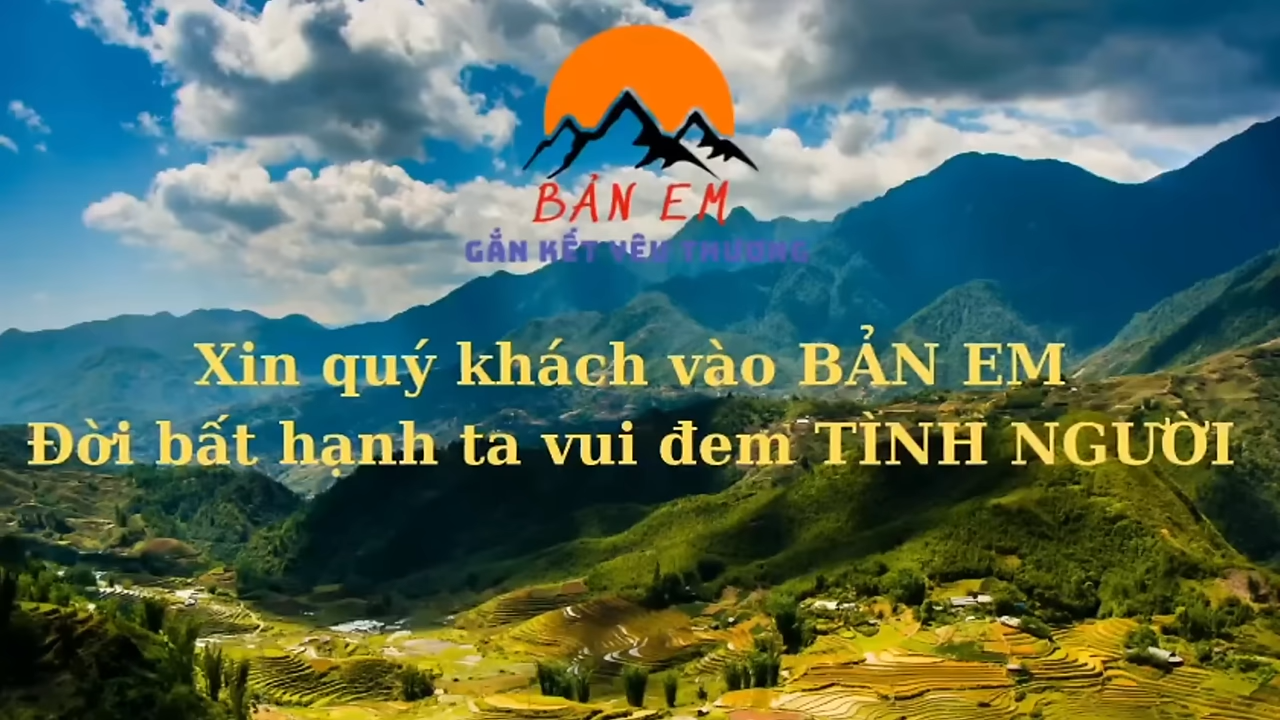 BẢN EM
GẮN KẾT YÊU THƯƠNG
Xin quý khách vào BẢN EM
Đời bất hạnh ta vui đem TÌNH NGƯỜI